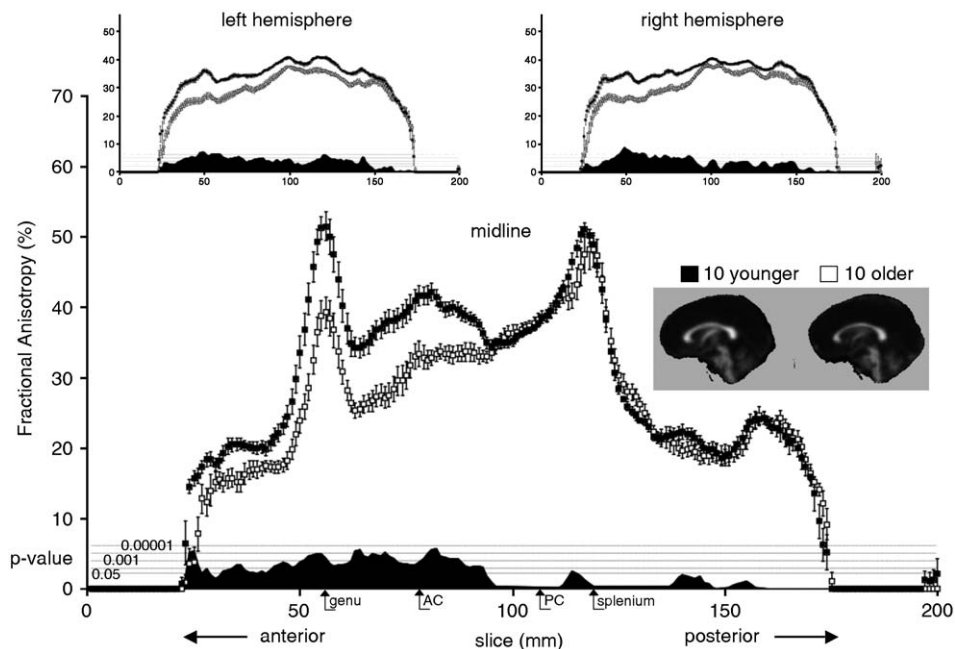 left hemisphere
right hemisphere
50
40
30
20
10
0
0 50 100 150 200
50
40
30
20
10
0
0 50 100 150 200
70
60
50
40
30
20
10
0
Fractional Anisotropy (%)
midline
10 younger 10 older
p-value
0.00001
0.001
0.05
0 50 100 150 200
genu AC PC splenium
anterior slice (mm) posterior